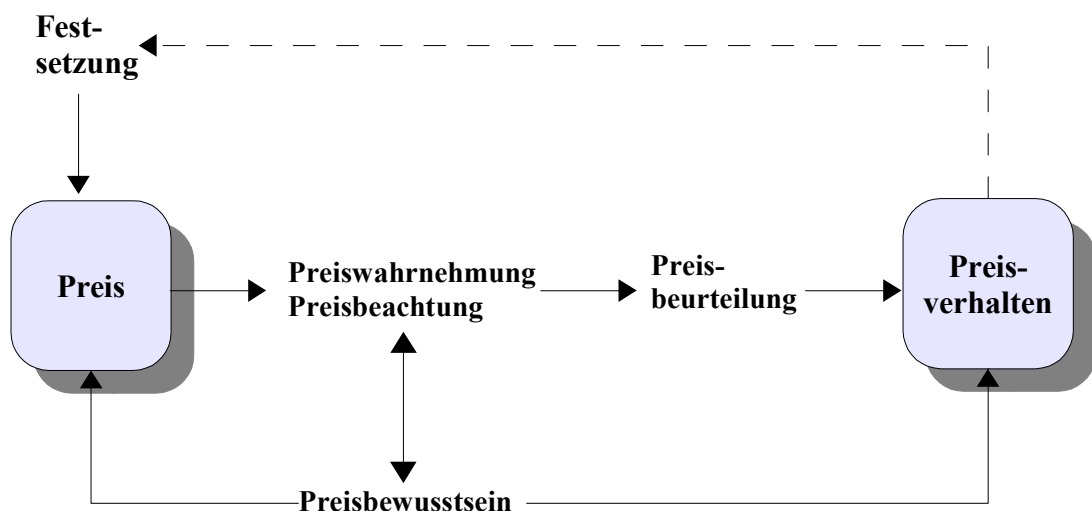 Fest-
setzung
Preis
Preiswahrnehmung
Preisbeachtung
Preis-
beurteilung
Preis-
verhalten
Preisbewusstsein